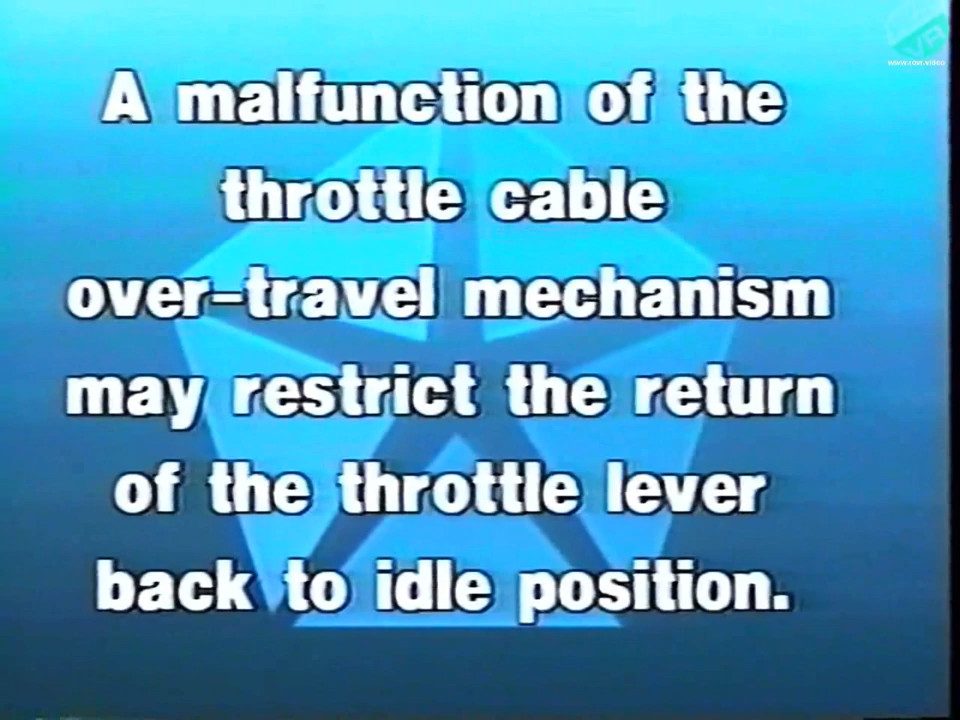 A malfunction of the
throttle cable
over-travel mechanism
may restrict the return
of the throttle lever
back to idle position.